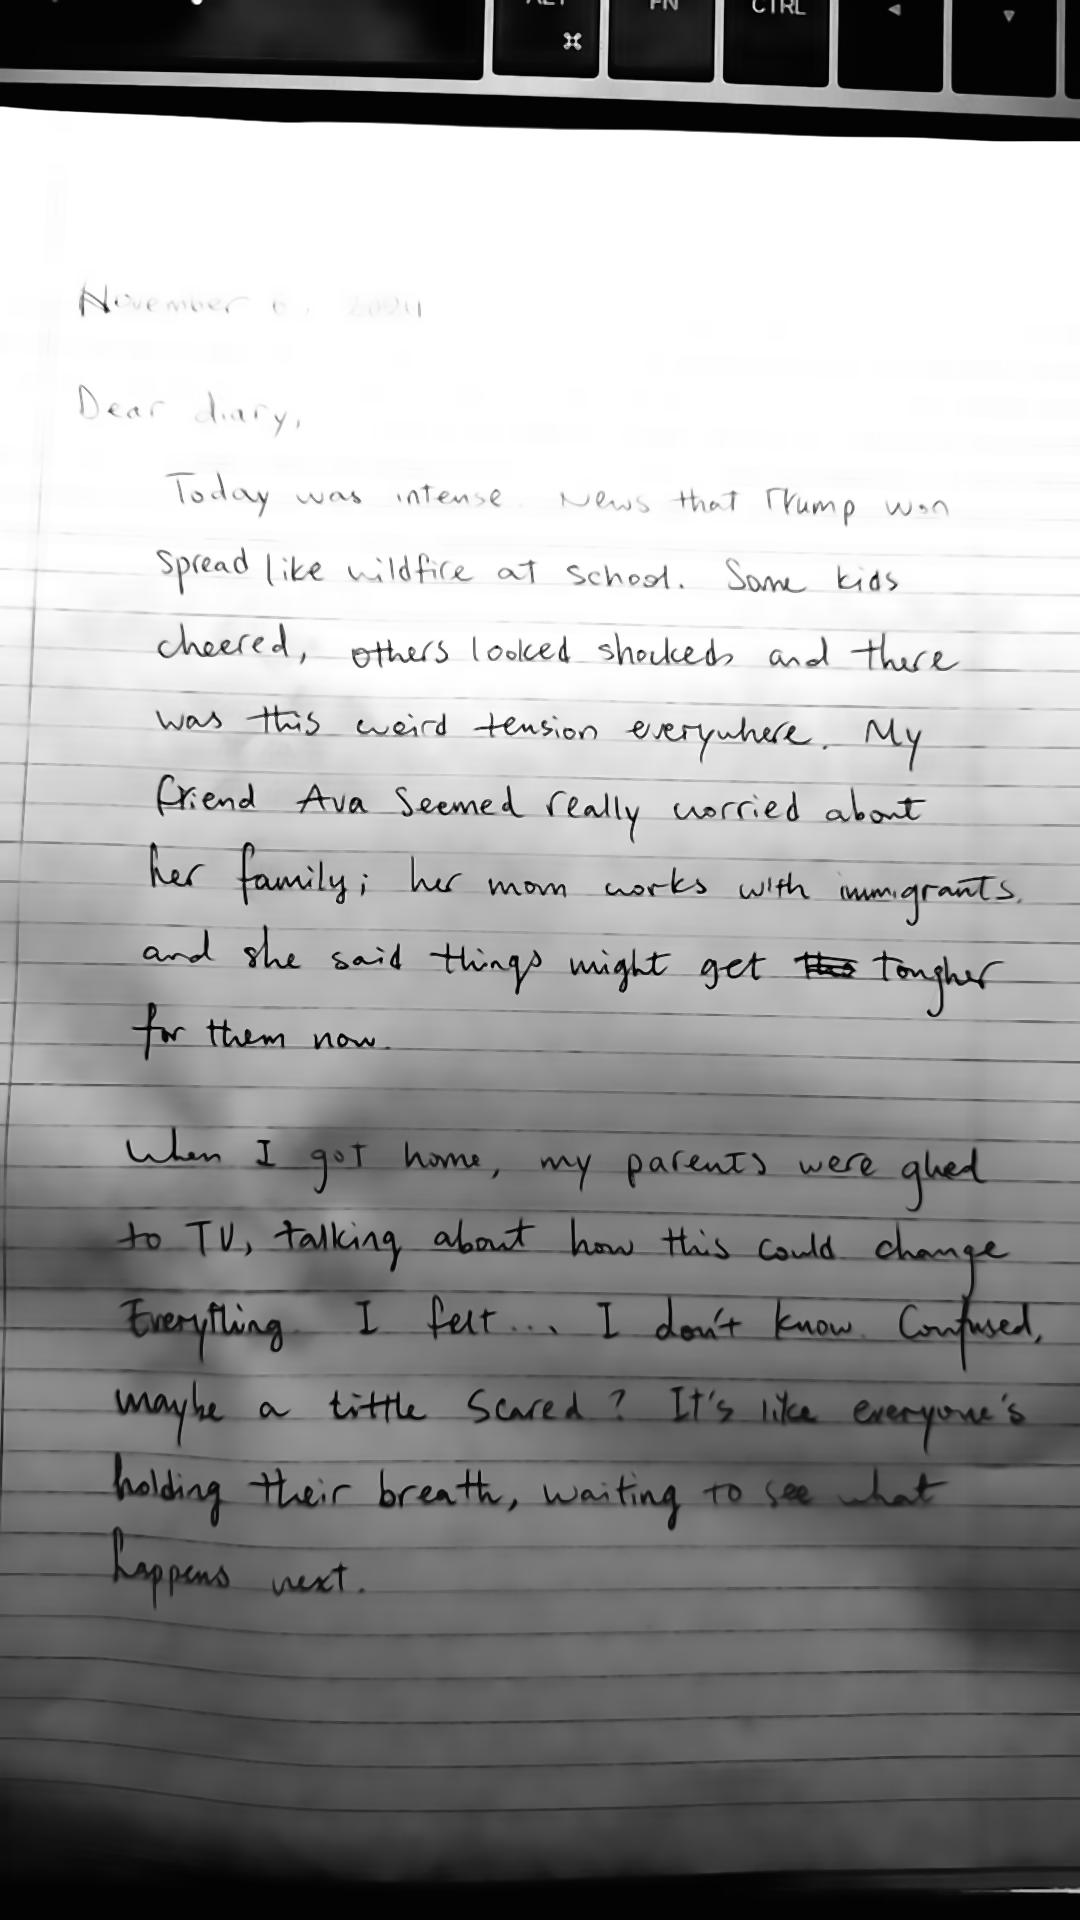 FN
CTRL
November 6, 2024
Dear diary,
Today was intense. News that Trump won
spread like wildfire at school. Some kids
cheered, others looked shocked and there
was this weird tension everywhere. My
friend Ava seemed really worried about
her family; her mom works with immigrants,
and she said things might get tougher
for them now.
When I got home, my parents were glued
to TV, talking about how this could change
Everything. I felt... I don't know. Confused,
maybe a little scared? It's like everyone's
holding their breath, waiting to see what
happens next.